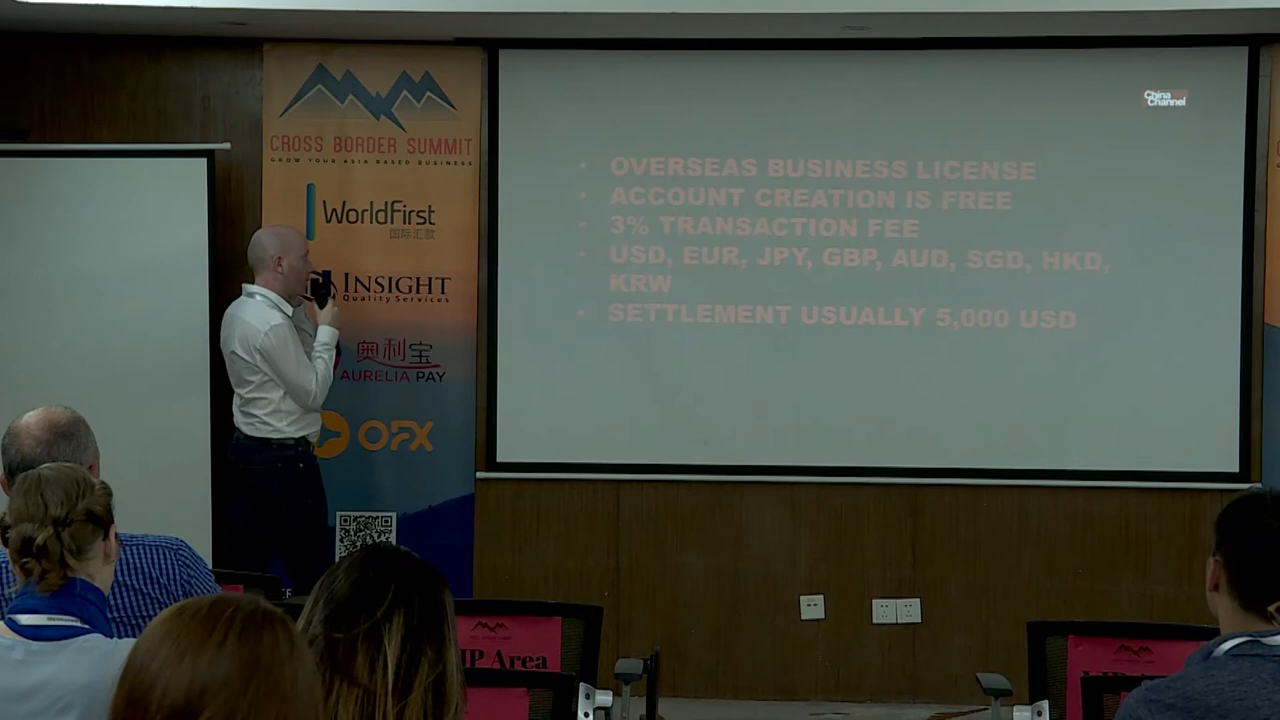 China
Channel
CROSS BORDER SUMMIT
GROW YOUR ASIA BASED BUSINESS
WorldFirst
国际汇款
INSIGHT
Quality Services
奥利宝
AURELIA PAY
OFX
• OVERSEAS BUSINESS LICENSE
• ACCOUNT CREATION IS FREE
• 3% TRANSACTION FEE
• USD, EUR, JPY, GBP, AUD, SGD, HKD,
KRW
• SETTLEMENT USUALLY 5,000 USD
Area